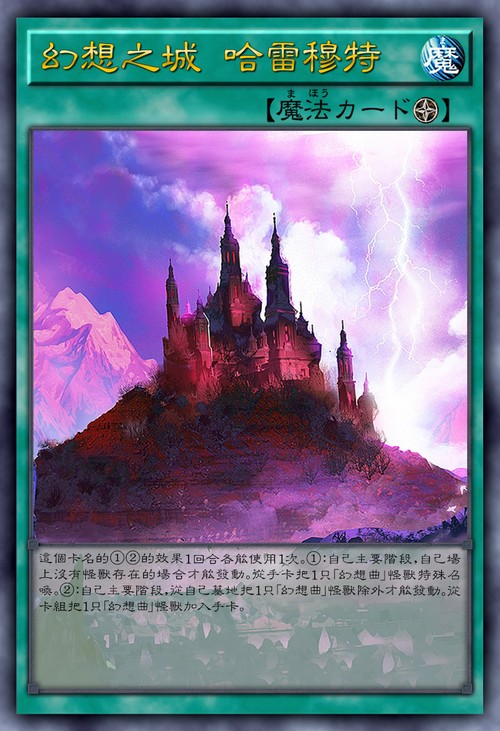 幻想之城 哈雷穆特
魔
まほう
【魔法カード】
這個卡名的①②的效果1回合各能使用1次。①:自己主要階段,自己場
上沒有怪獸存在的場合才能發動。從手卡把1只「幻想曲」怪獸特殊召
喚。②:自己主要階段,從自己墓地把1只「幻想曲」怪獸除外才能發動。從
卡組把1只「幻想曲」怪獸加入手卡。